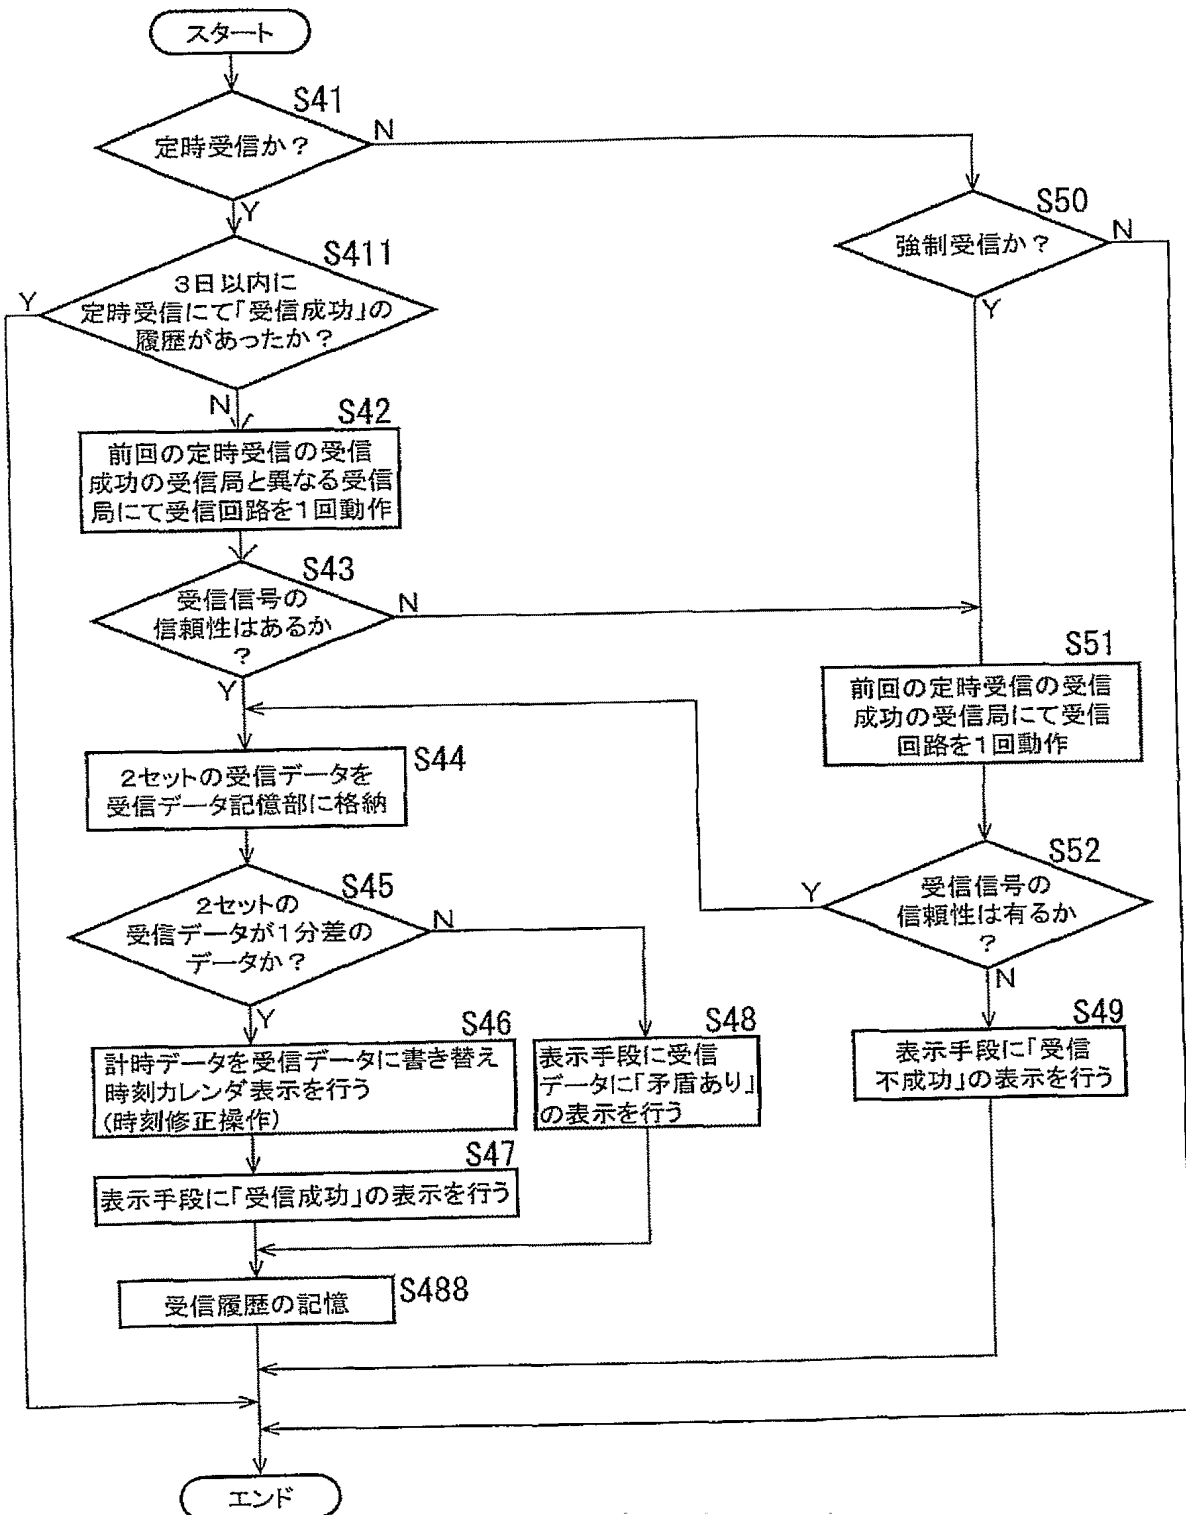 スタート
S41
定時受信か？
N
Y
S50
強制受信か？
N
Y
S411
3日以内に
定時受信にて｢受信成功｣の
履歴があったか？
Y
N
S42
前回の定時受信の受信
成功の受信局と異なる受信
局にて受信回路を1回動作
S43
受信信号の
信頼性はあるか
？
N
Y
S51
前回の定時受信の受信
成功の受信局にて受信
回路を1回動作
S44
2セットの受信データを
受信データ記憶部に格納
S52
受信信号の
信頼性は有るか
？
Y
N
S45
2セットの
受信データが1分差の
データか？
N
Y
S46
計時データを受信データに書き替え
時刻カレンダ表示を行う
(時刻修正操作)
S48
表示手段に受信
データに｢矛盾あり｣
の表示を行う
S49
表示手段に｢受信
不成功｣の表示を行う
S47
表示手段に｢受信成功｣の表示を行う
S488
受信履歴の記憶
エンド